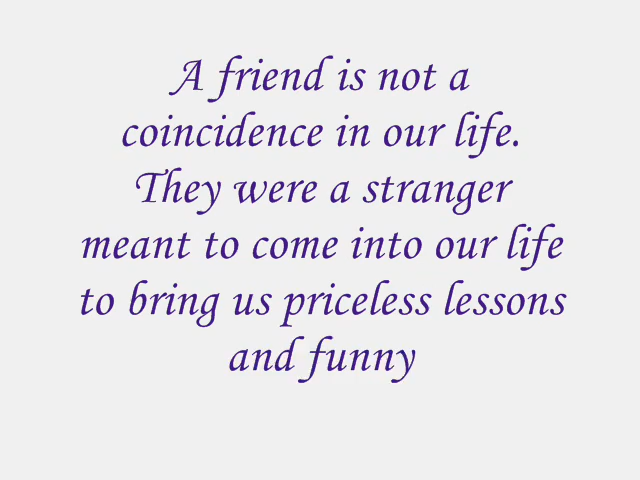 A friend is not a
coincidence in our life.
They were a stranger
meant to come into our life
to bring us priceless lessons
and funny